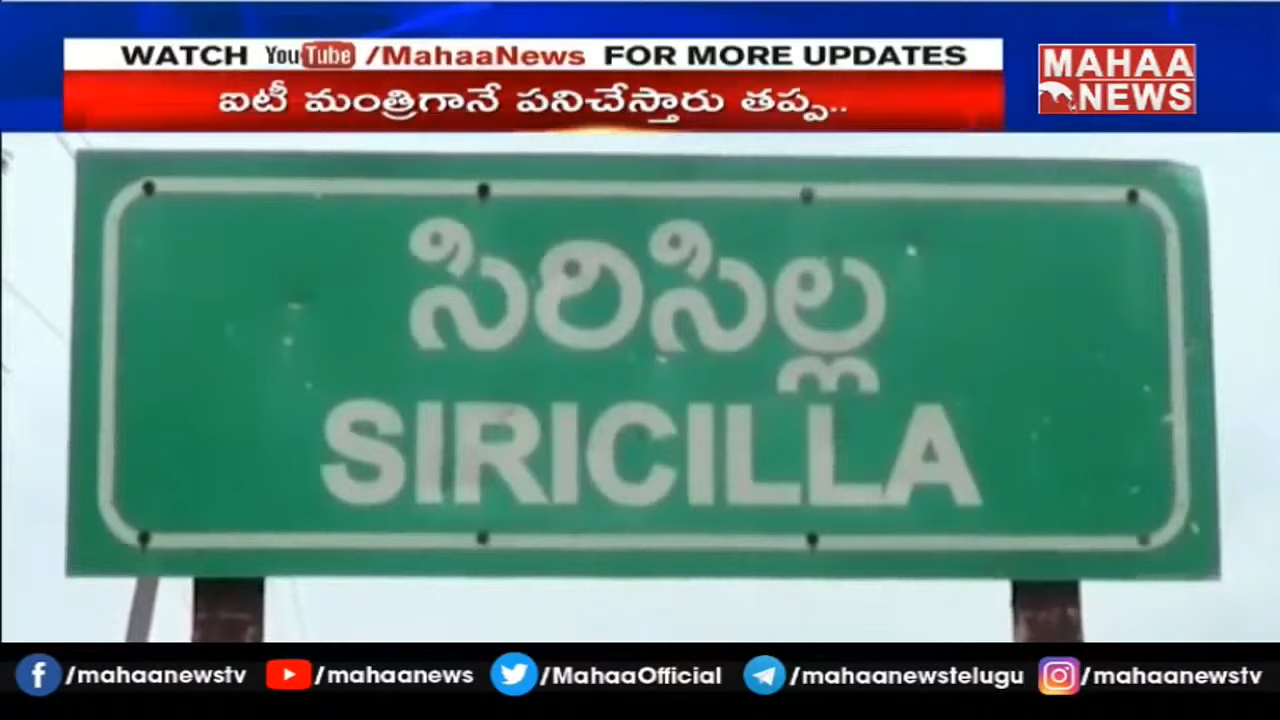 WATCH YouTube /MahaaNews FOR MORE UPDATES
ఐటీ మంత్రిగానే పనిచేస్తారు తప్ప..
MAHAA
NEWS
సిరిసిల్ల
SIRICILLA
/mahaanewstv /mahaanews /MahaaOfficial /mahaanewstelugu /mahaanewstv